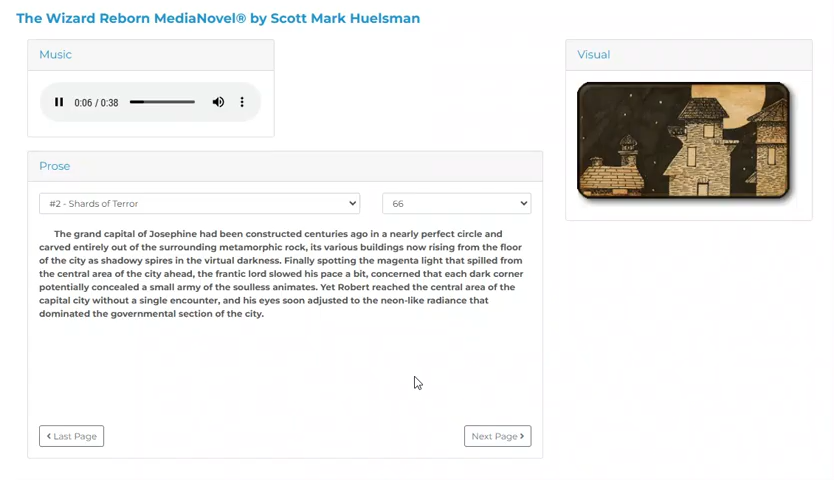 The Wizard Reborn MediaNovel® by Scott Mark Huelsman
Music
0:06 / 0:38
Visual
Prose
#2 - Shards of Terror
66
The grand capital of Josephine had been constructed centuries ago in a nearly perfect circle and
carved entirely out of the surrounding metamorphic rock, its various buildings now rising from the floor
of the city as shadowy spires in the virtual darkness. Finally spotting the magenta light that spilled from
the central area of the city ahead, the frantic lord slowed his pace a bit, concerned that each dark corner
potentially concealed a small army of the soulless animates. Yet Robert reached the central area of the
capital city without a single encounter, and his eyes soon adjusted to the neon-like radiance that
dominated the governmental section of the city.
Last Page
Next Page